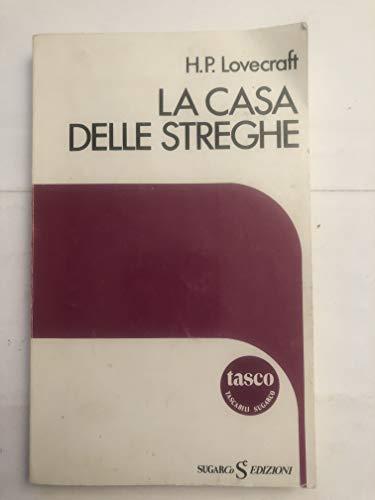 H.P. Lovecraft
LA CASA
DELLE STREGHE
tasco
TASCABILI SUGARCO
SUGARCo S EDIZIONI